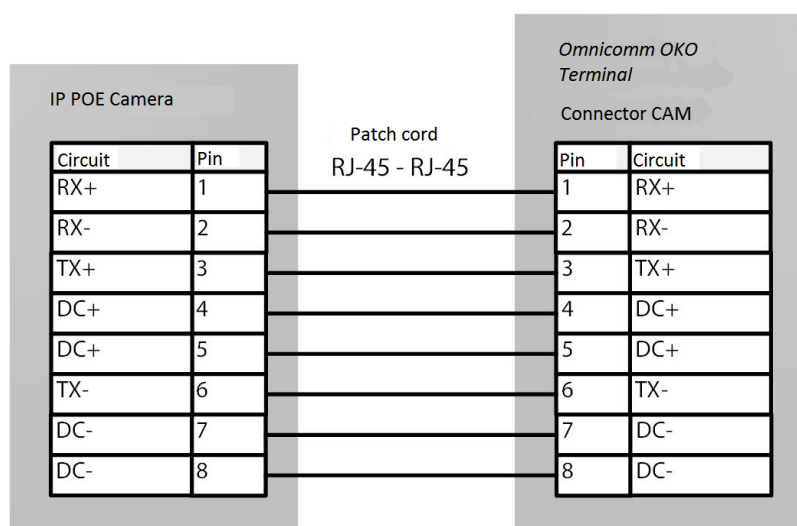 Omnicomm OKO
Terminal
IP POE Camera
Connector CAM
Patch cord
RJ-45 - RJ-45
Circuit Pin Pin Circuit
RX+ 1 1 RX+
RX- 2 2 RX-
TX+ 3 3 TX+
DC+ 4 4 DC+
DC+ 5 5 DC+
TX- 6 6 TX-
DC- 7 7 DC-
DC- 8 8 DC-